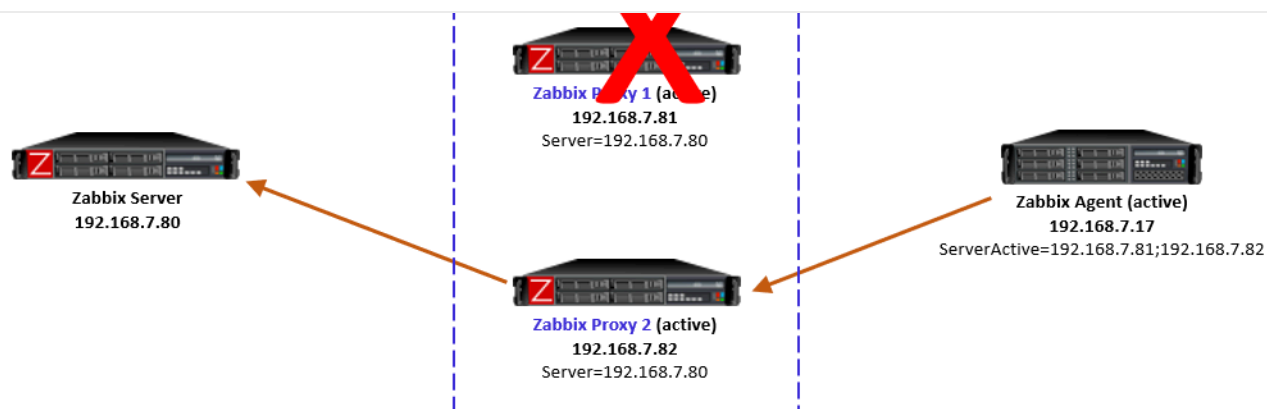 Z
Zabbix Proxy 1 (active)
192.168.7.81
Server=192.168.7.80
Z
Zabbix Server
192.168.7.80
Zabbix Agent (active)
192.168.7.17
ServerActive=192.168.7.81;192.168.7.82
Z
Zabbix Proxy 2 (active)
192.168.7.82
Server=192.168.7.80